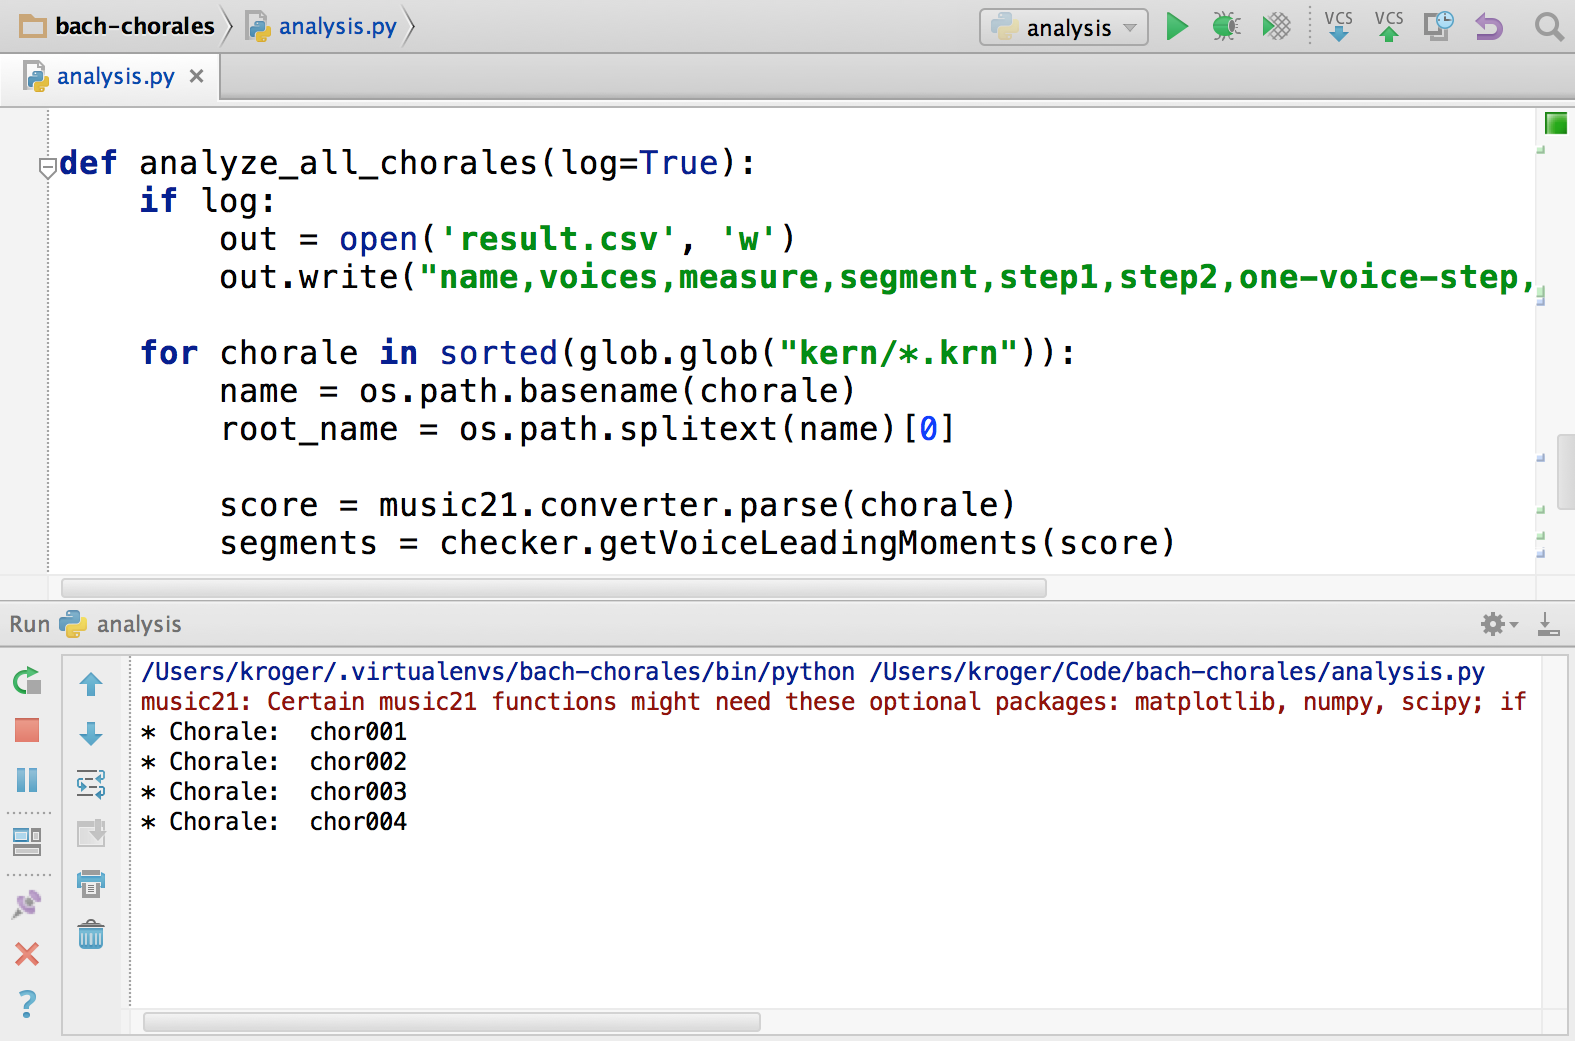 bach-chorales analysis.py analysis VCS VCS
analysis.py
def analyze_all_chorales(log=True):
    if log:
        out = open('result.csv', 'w')
        out.write("name,voices,measure,segment,step1,step2,one-voice-step,
    for chorale in sorted(glob.glob("kern/*.krn")):
        name = os.path.basename(chorale)
        root_name = os.path.splitext(name)[0]
        score = music21.converter.parse(chorale)
        segments = checker.getVoiceLeadingMoments(score)
Run analysis
/Users/kroger/.virtualenvs/bach-chorales/bin/python /Users/kroger/Code/bach-chorales/analysis.py
music21: Certain music21 functions might need these optional packages: matplotlib, numpy, scipy; if
* Chorale:  chor001
* Chorale:  chor002
* Chorale:  chor003
* Chorale:  chor004